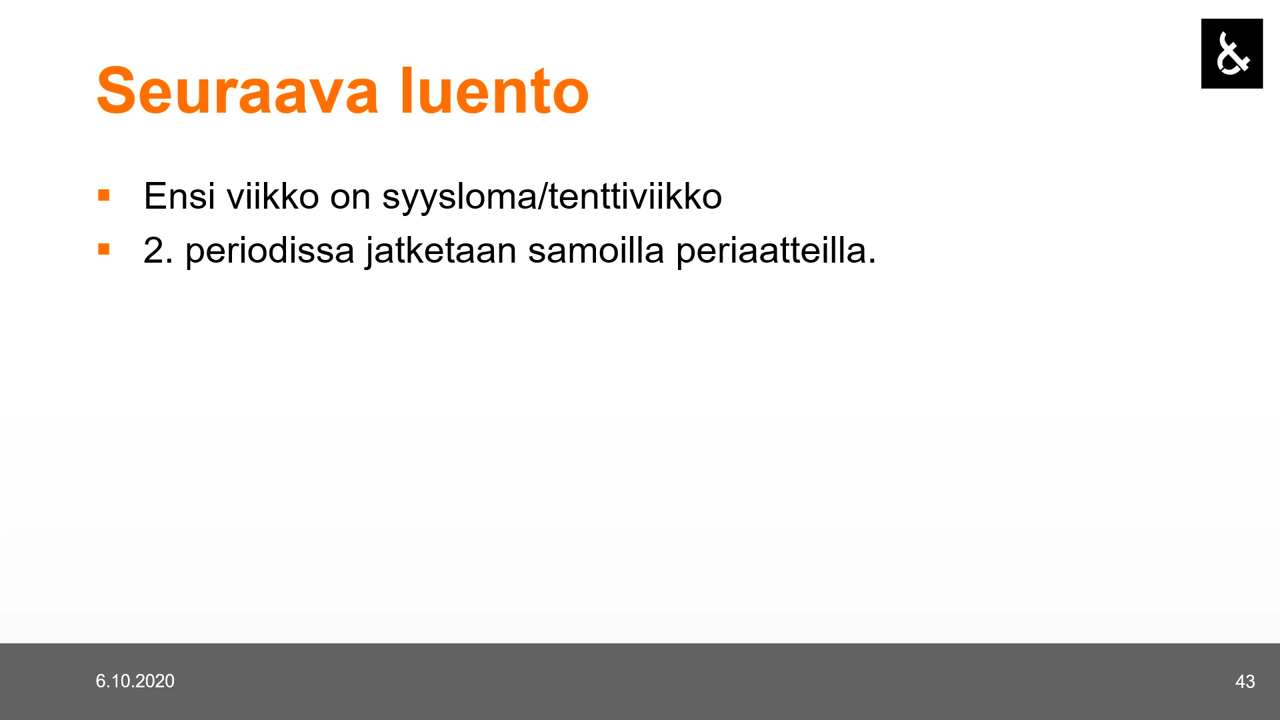 Seuraava luento
▪ Ensi viikko on syysloma/tenttiviikko
▪ 2. periodissa jatketaan samoilla periaatteilla.
6.10.2020
43